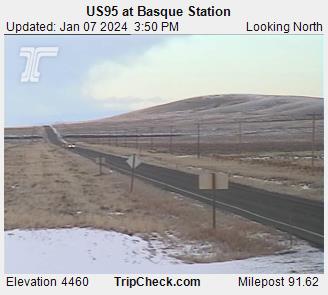 US95 at Basque Station
Updated: Jan 07 2024 3:50 PM Looking North
Elevation 4460 TripCheck.com Milepost 91.62